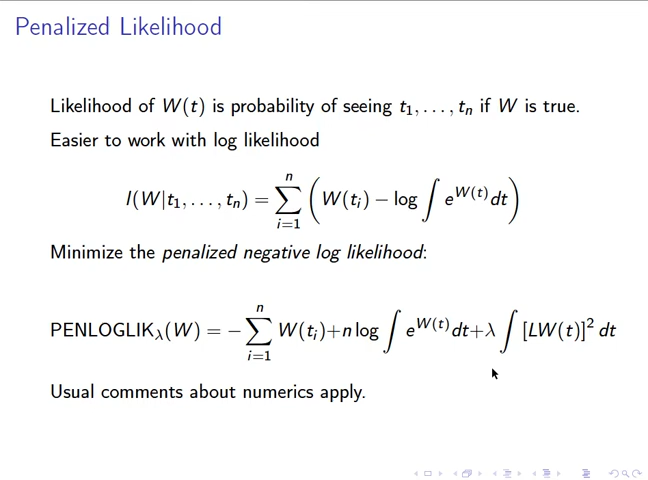 Penalized Likelihood
Likelihood of W(t) is probability of seeing t₁, . . . , tₙ if W is true.
Easier to work with log likelihood
l(W|t₁, . . . , tₙ) = ∑ᵢ₌₁ⁿ (W(tᵢ) − log ∫ e^{W(t)} dt)
Minimize the penalized negative log likelihood:
PENLOGLIK_λ(W) = − ∑ᵢ₌₁ⁿ W(tᵢ)+n log ∫ e^{W(t)} dt+λ ∫ [LW(t)]² dt
Usual comments about numerics apply.